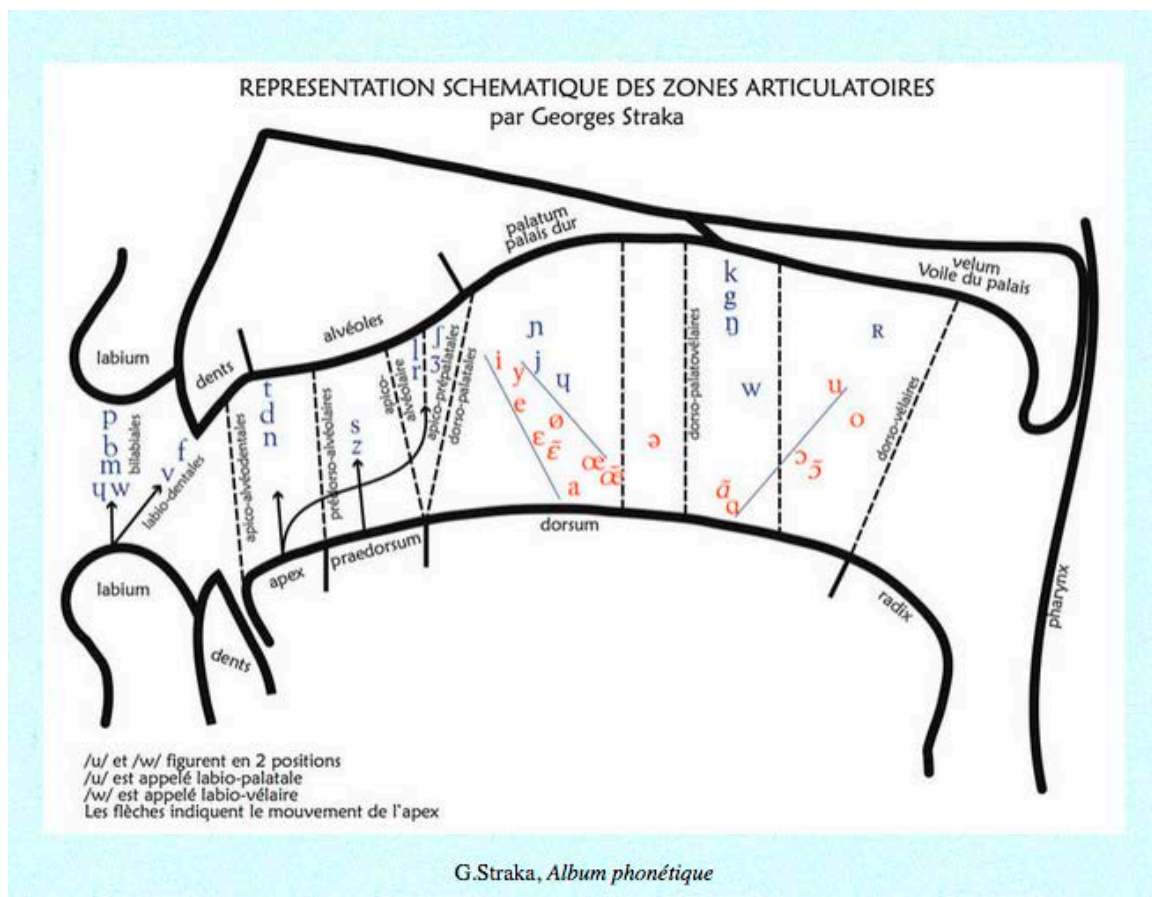 REPRESENTATION SCHEMATIQUE DES ZONES ARTICULATOIRES
par Georges Straka
palatum
palais dur
velum
Voile du palais
alvéoles
labium
dents
p
b
m
ɥ w
bilabiales
f
v
labio-dentales
apico-alvéodentales
t
d
n
prédorso-alvéolaires
s
z
apico-
alvéolaire
l
r
apico-prépalatales
ʃ
ʒ
dorso-palatales
ɲ
i
y
j
ɥ
e
ø
ɛ
ɛ̃
œ
œ̃
a
ə
dorso-palatovélaires
k
g
ŋ
w
ɑ̃
ɑ
R
u
o
ɔ
ɔ̃
dorso-vélaires
pharynx
labium
dents
apex
praedorsum
dorsum
radix
/u/ et /w/ figurent en 2 positions
/u/ est appelé labio-palatale
/w/ est appelé labio-vélaire
Les flèches indiquent le mouvement de l'apex
G.Straka, Album phonétique